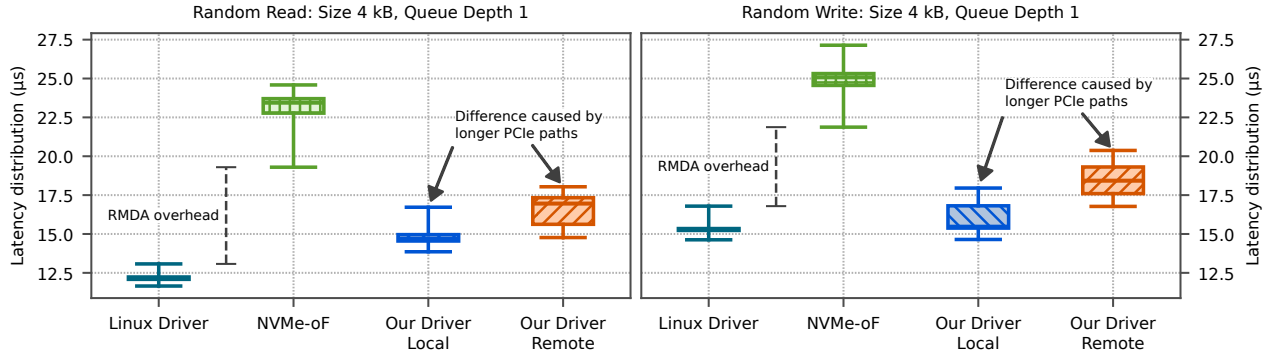 Random Read: Size 4 kB, Queue Depth 1
Latency distribution (µs)
27.5
25.0
22.5
20.0
17.5
15.0
12.5
RMDA overhead
Difference caused by
longer PCIe paths
Linux Driver
NVMe-oF
Our Driver
Local
Our Driver
Remote
Random Write: Size 4 kB, Queue Depth 1
RMDA overhead
Difference caused by
longer PCIe paths
27.5
25.0
22.5
20.0
17.5
15.0
12.5
Latency distribution (µs)
Linux Driver
NVMe-oF
Our Driver
Local
Our Driver
Remote